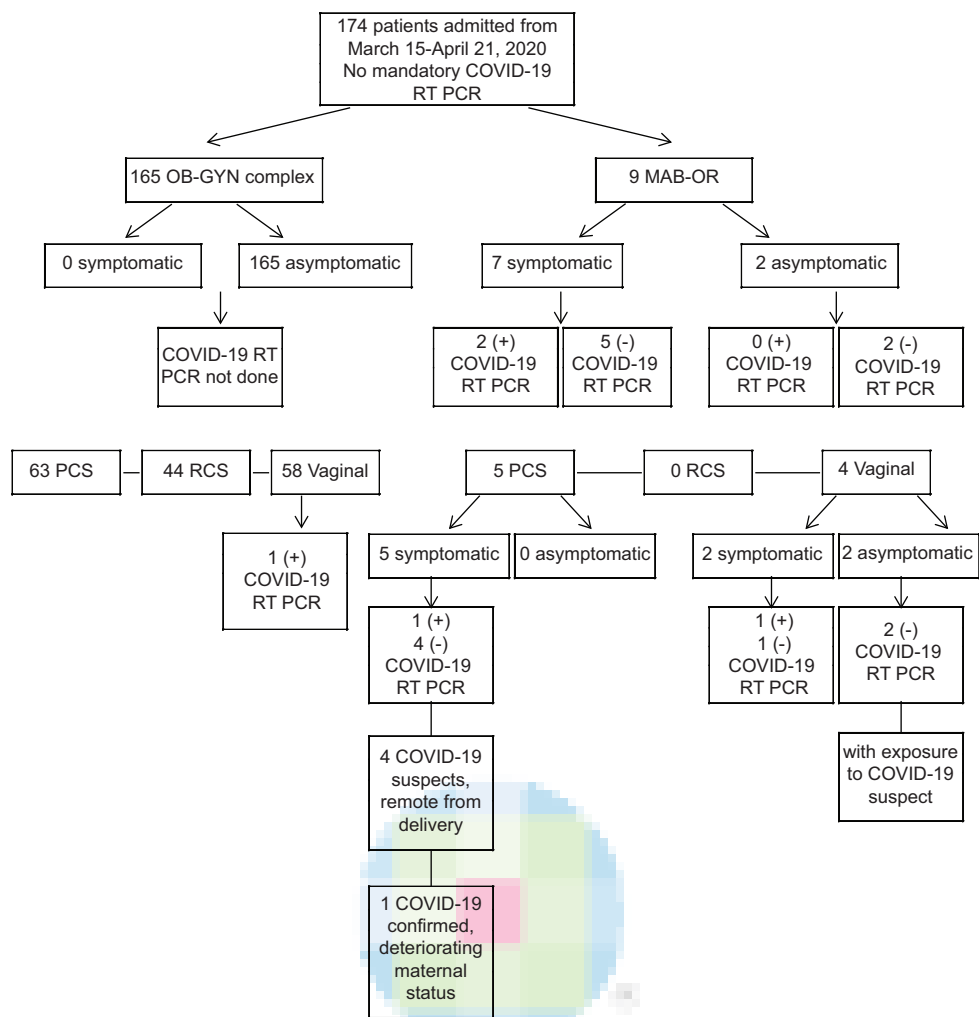 174 patients admitted from
March 15-April 21, 2020
No mandatory COVID-19
RT PCR
165 OB-GYN complex
9 MAB-OR
0 symptomatic
165 asymptomatic
7 symptomatic
2 asymptomatic
COVID-19 RT
PCR not done
2 (+)
COVID-19
RT PCR
5 (-)
COVID-19
RT PCR
0 (+)
COVID-19
RT PCR
2 (-)
COVID-19
RT PCR
63 PCS
44 RCS
58 Vaginal
5 PCS
0 RCS
4 Vaginal
1 (+)
COVID-19
RT PCR
5 symptomatic
0 asymptomatic
2 symptomatic
2 asymptomatic
1 (+)
4 (-)
COVID-19
RT PCR
1 (+)
1 (-)
COVID-19
RT PCR
2 (-)
COVID-19
RT PCR
4 COVID-19
suspects,
remote from
delivery
with exposure
to COVID-19
suspect
1 COVID-19
confirmed,
deteriorating
maternal
status